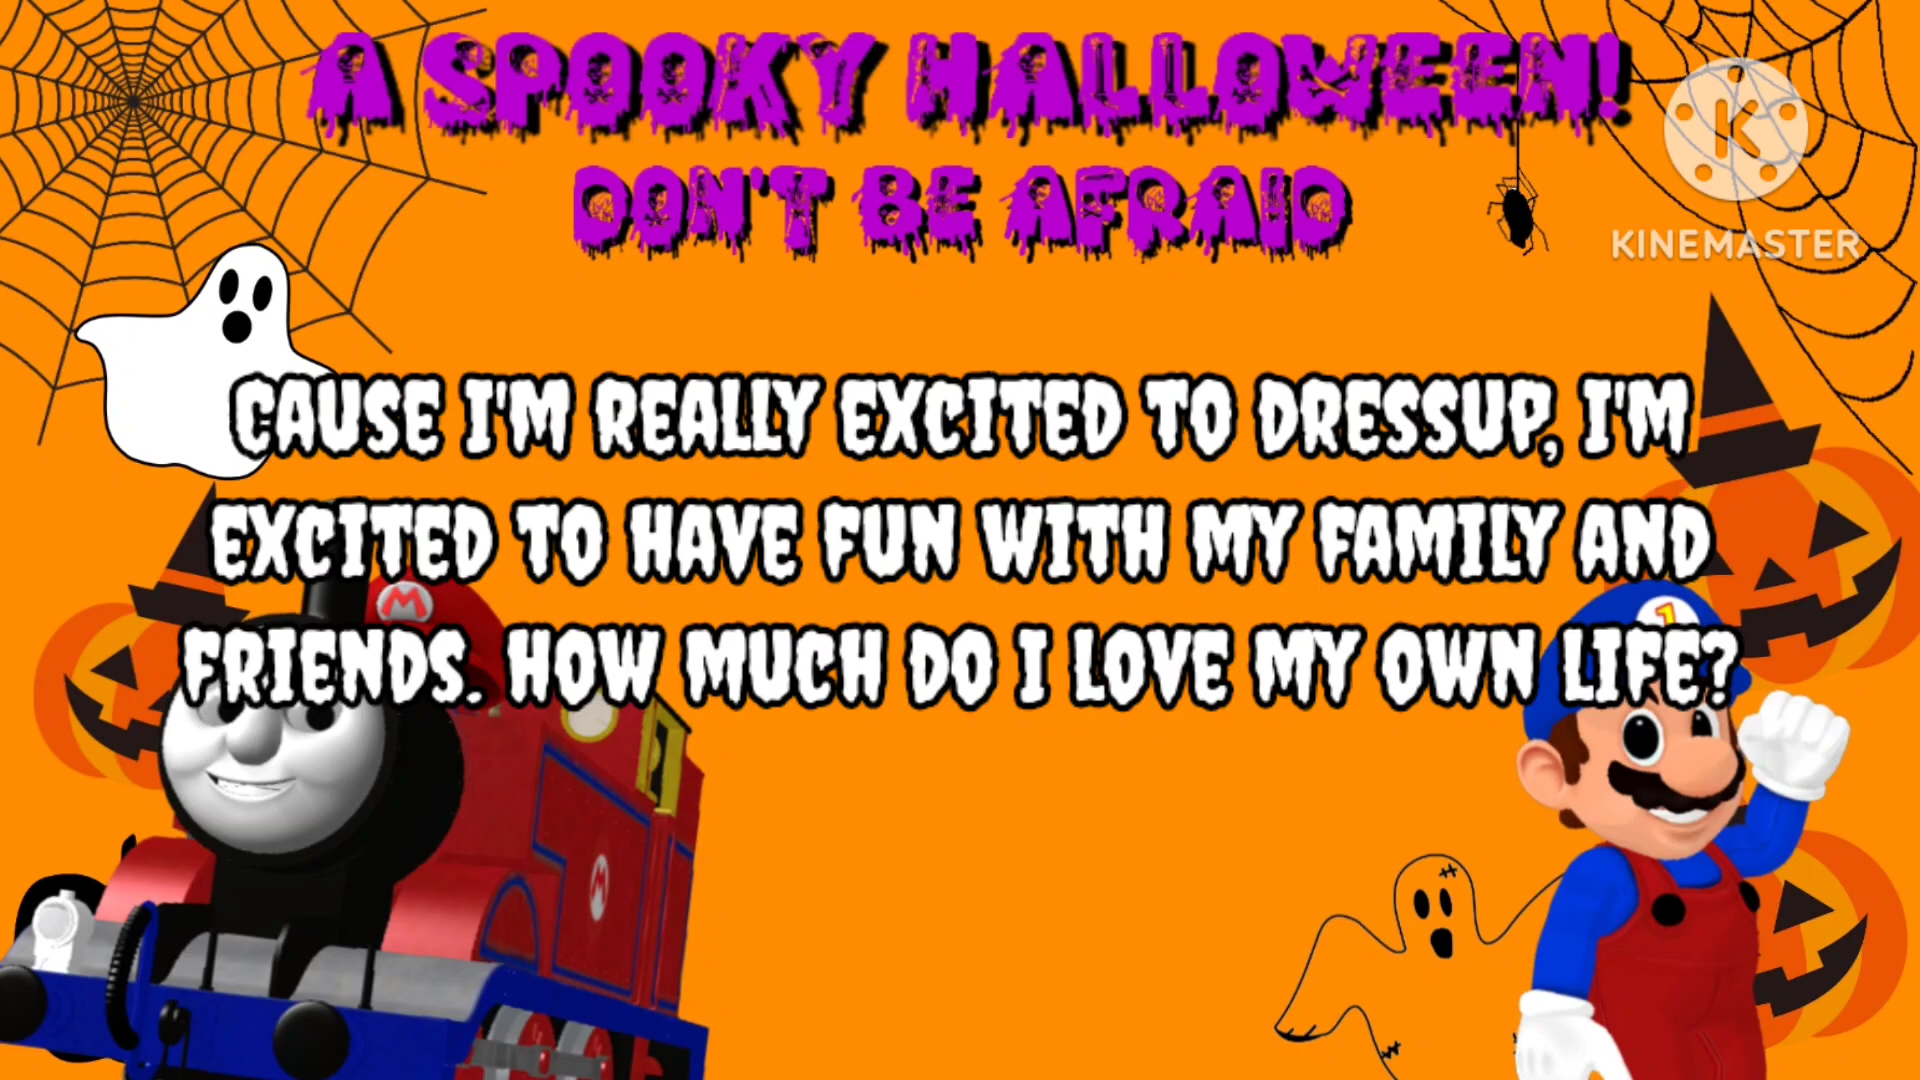 A SPOOKY HALLOWEEN!
DON'T BE AFRAID
K
KINEMASTER
CAUSE I'M REALLY EXCITED TO DRESSUP, I'M
EXCITED TO HAVE FUN WITH MY FAMILY AND
FRIENDS. HOW MUCH DO I LOVE MY OWN LIFE?
M
1
M